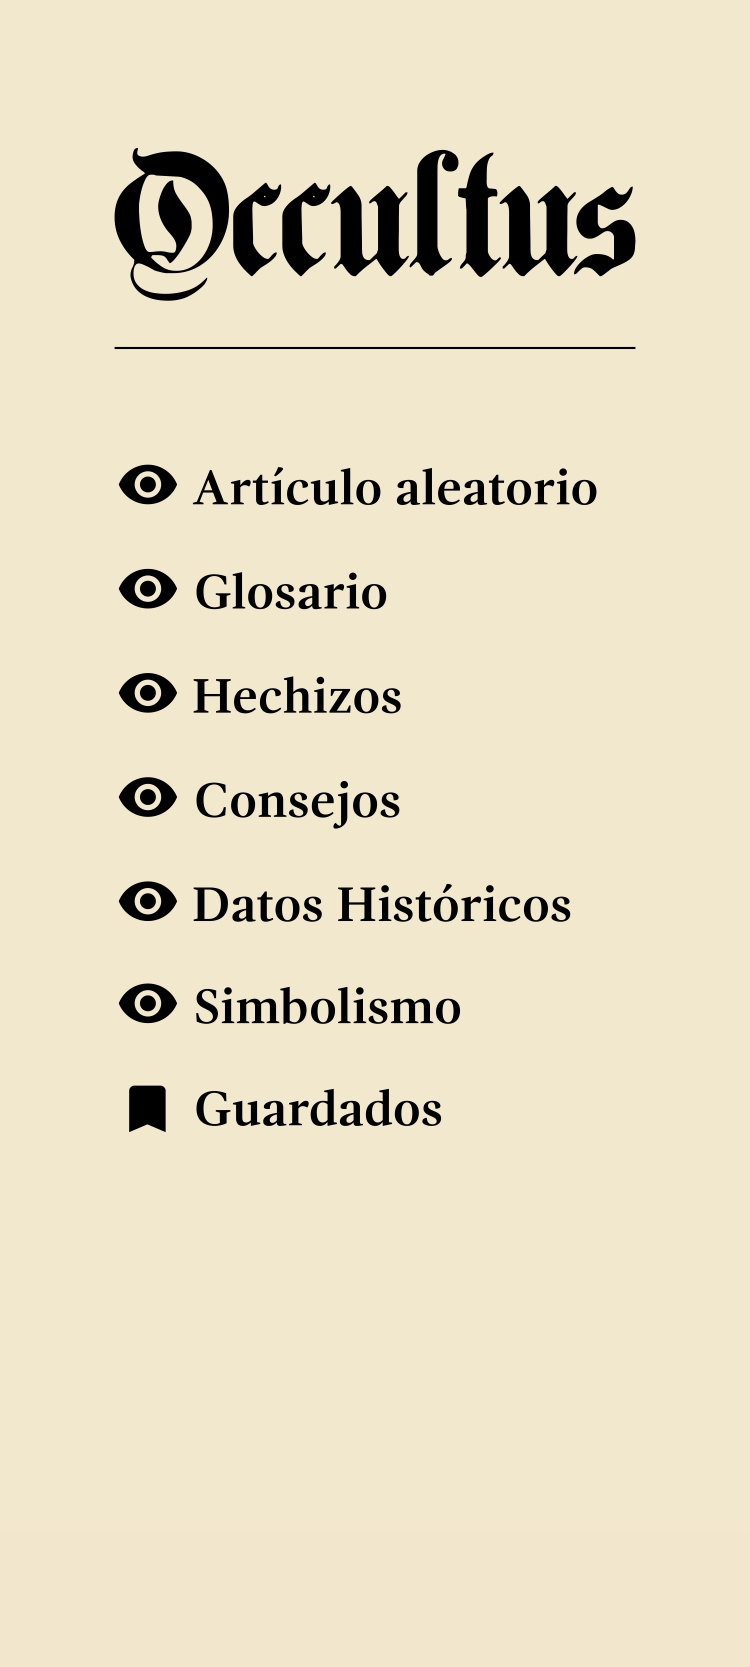 Occultus
Artículo aleatorio
Glosario
Hechizos
Consejos
Datos Históricos
Simbolismo
Guardados